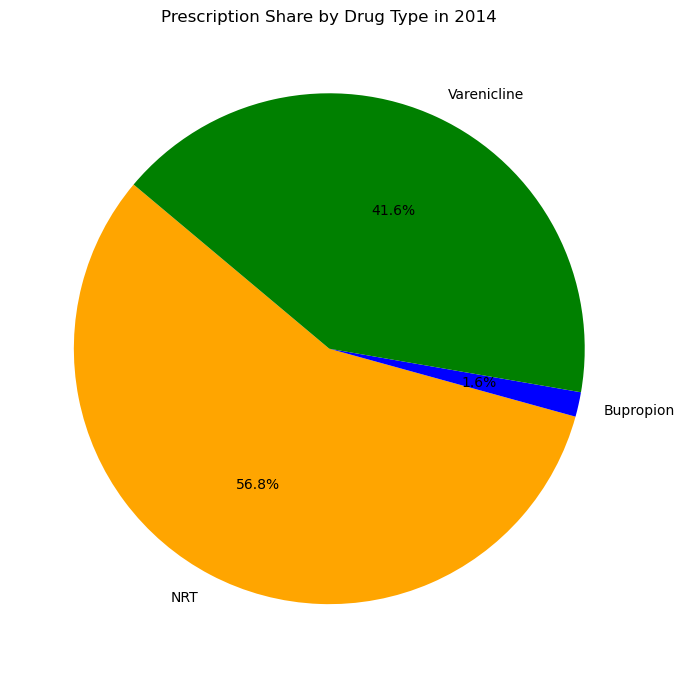 Prescription Share by Drug Type in 2014
Varenicline
41.6%
1.6%
Bupropion
56.8%
NRT